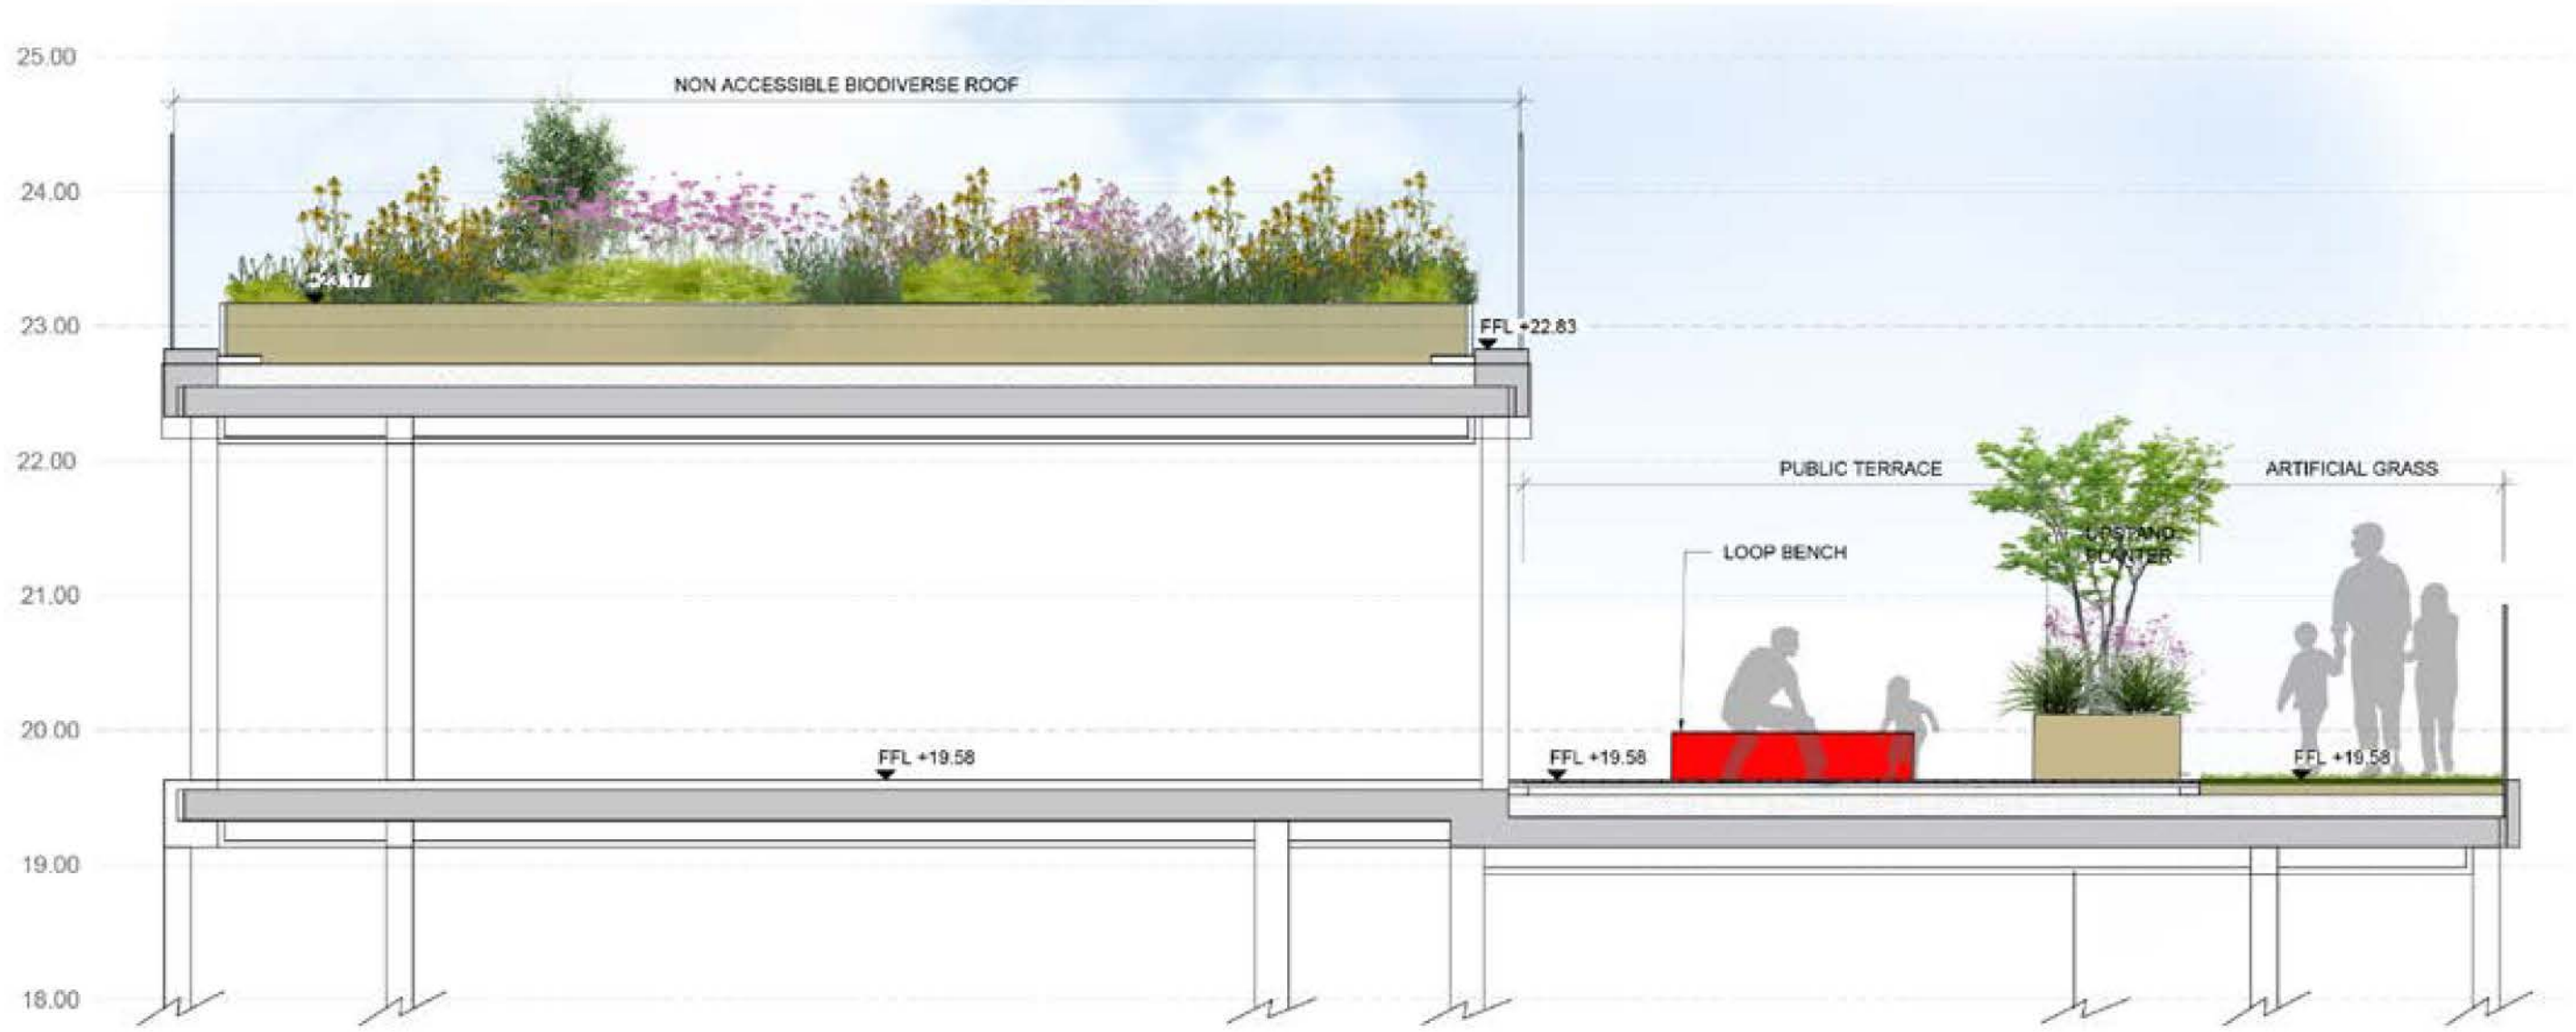 25.00
NON ACCESSIBLE BIODIVERSE ROOF
24.00
23.00
FFL +22.83
22.00
PUBLIC TERRACE
ARTIFICIAL GRASS
UPSTAND
PLANTER
LOOP BENCH
21.00
20.00
FFL +19.58
FFL +19.58
FFL +19.58
19.00
18.00